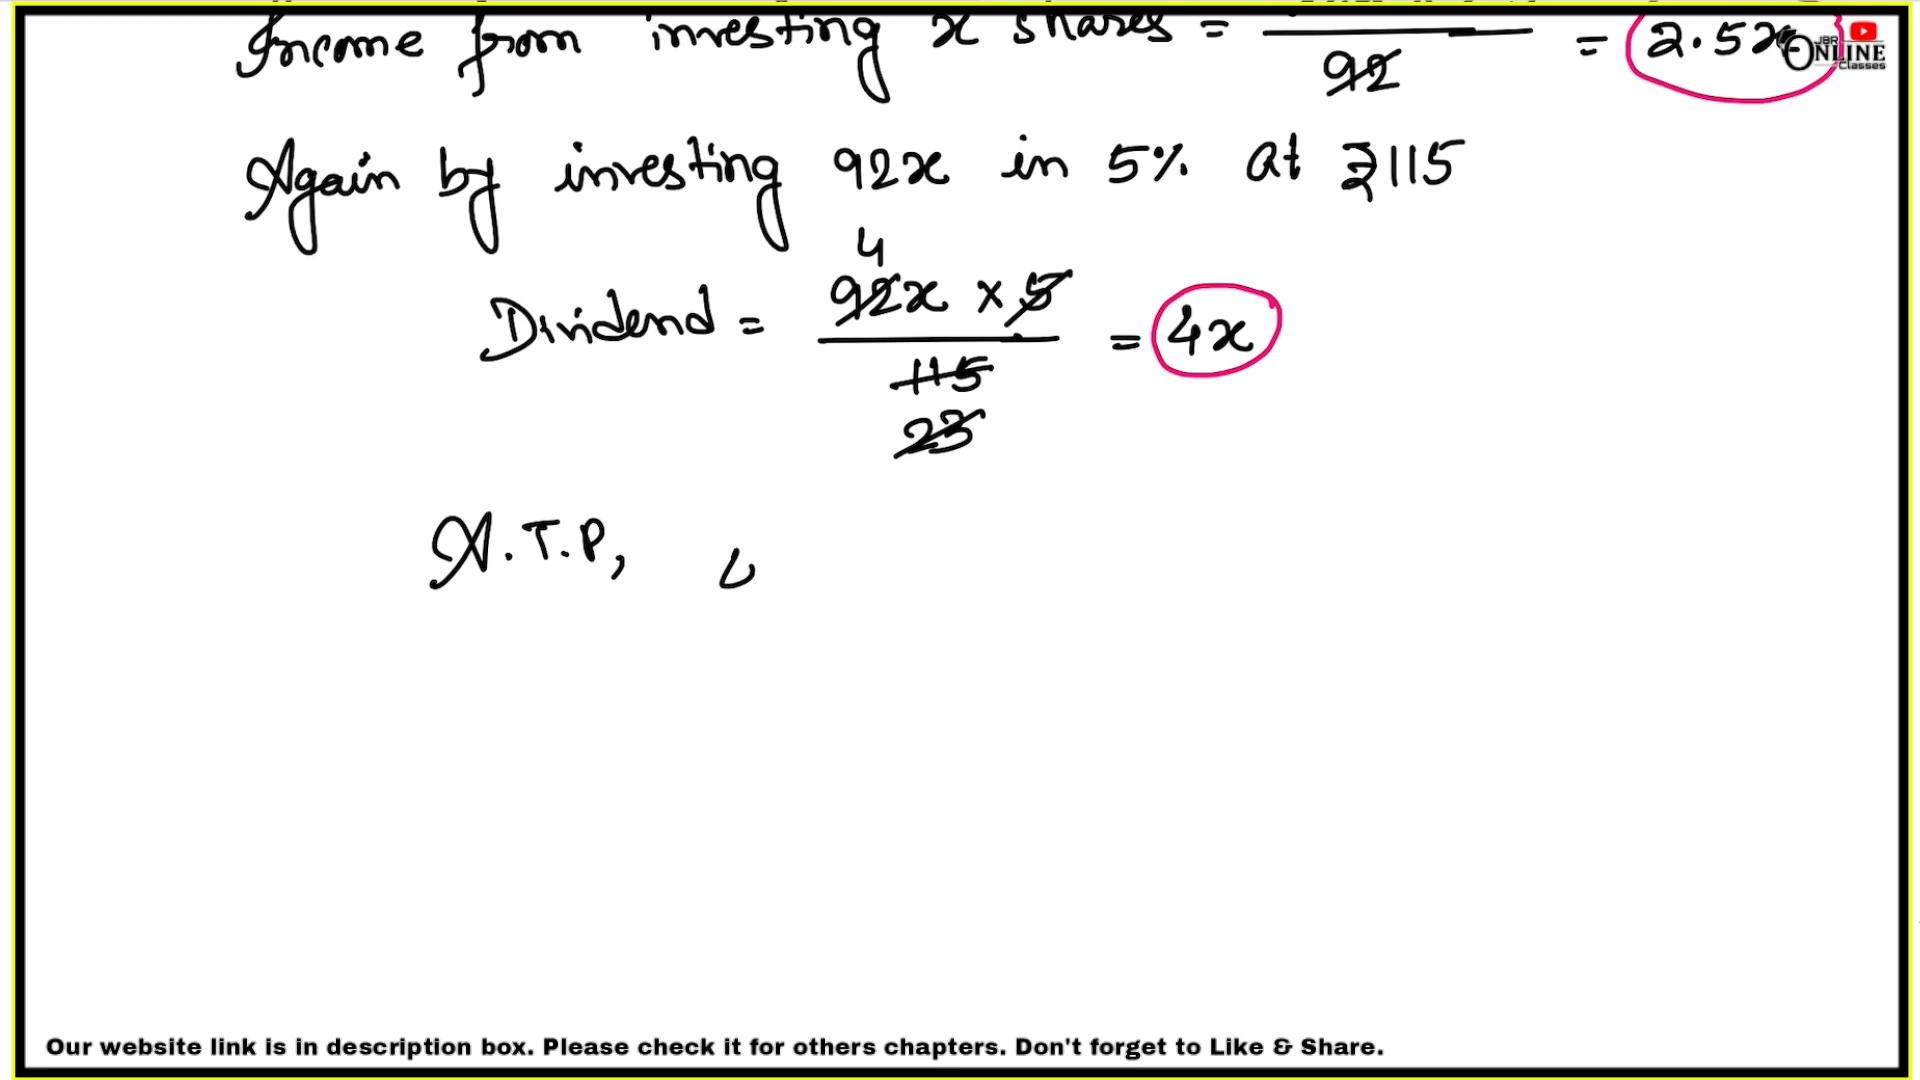 Income from investing x shares = 92 = 2.5x
JBR ONLINE Classes
Again by investing 92x in 5% at ₹115
4
Dividend = 92x × 5 = 4x
115
23
A.T.P,
Our website link is in description box. Please check it for others chapters. Don't forget to Like & Share.